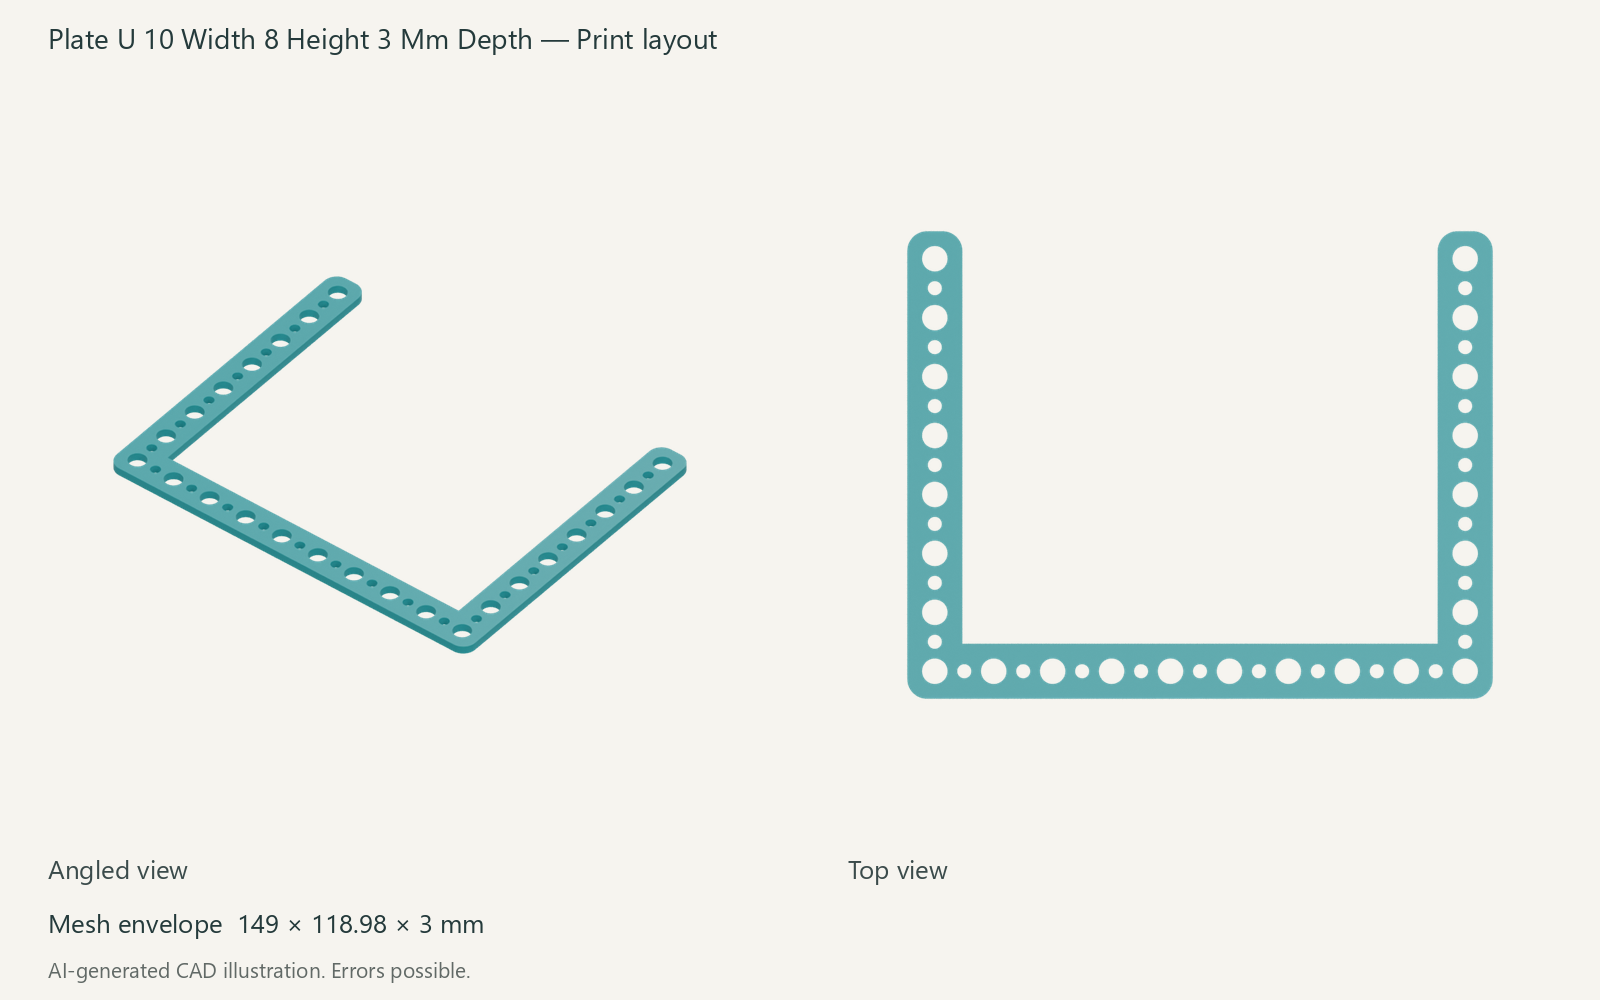 Plate U 10 Width 8 Height 3 Mm Depth — Print layout
Angled view
Top view
Mesh envelope 149 × 118.98 × 3 mm
AI-generated CAD illustration. Errors possible.